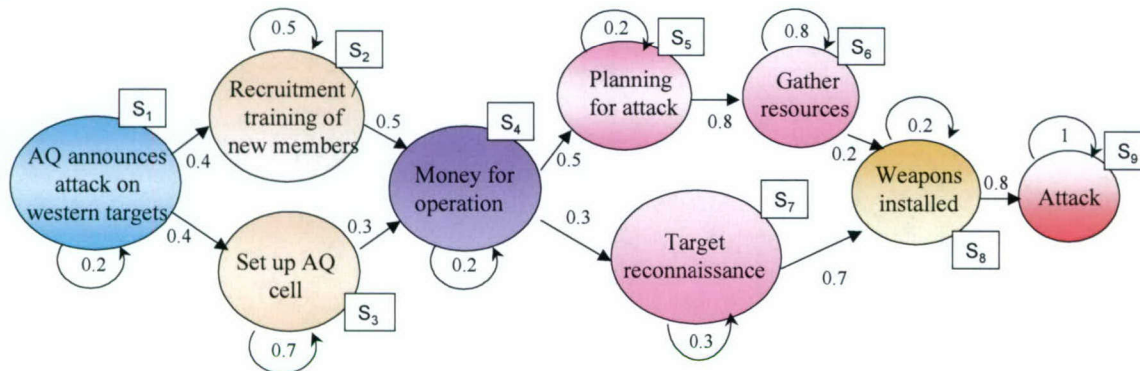 0.5
S2
Recruitment /
training of
new members
S1
AQ announces
attack on
western targets
0.2
0.4
0.4
Set up AQ
cell
S3
0.7
0.5
0.3
S4
Money for
operation
0.2
0.5
0.3
0.2
S5
Planning
for attack
0.8
0.8
S6
Gather
resources
0.2
S7
Target
reconnaissance
0.3
0.7
0.2
Weapons
installed
S8
0.8
1
S9
Attack